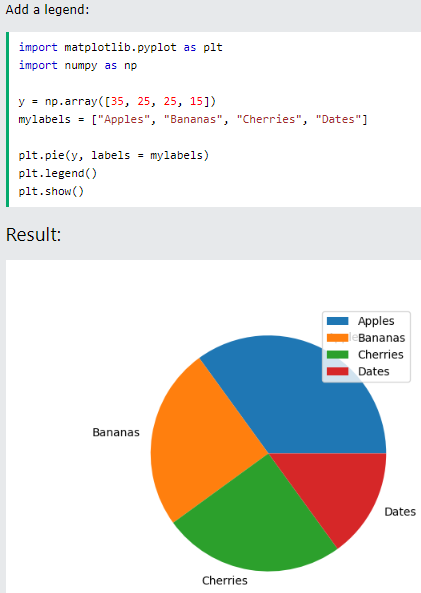 Add a legend:
import matplotlib.pyplot as plt
import numpy as np
y = np.array([35, 25, 25, 15])
mylabels = ["Apples", "Bananas", "Cherries", "Dates"]
plt.pie(y, labels = mylabels)
plt.legend()
plt.show()
Result:
Apples
Bananas
Cherries
Dates
Bananas
Dates
Cherries